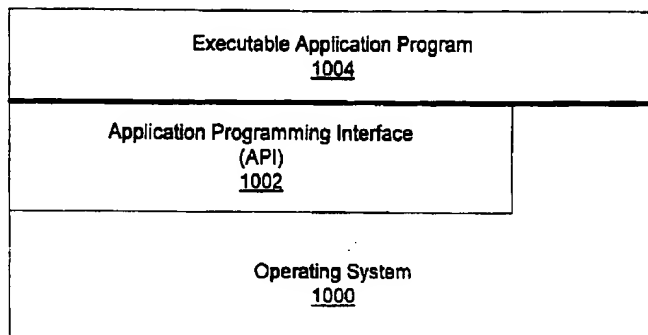 Executable Application Program
1004
Application Programming Interface
(API)
1002
Operating System
1000